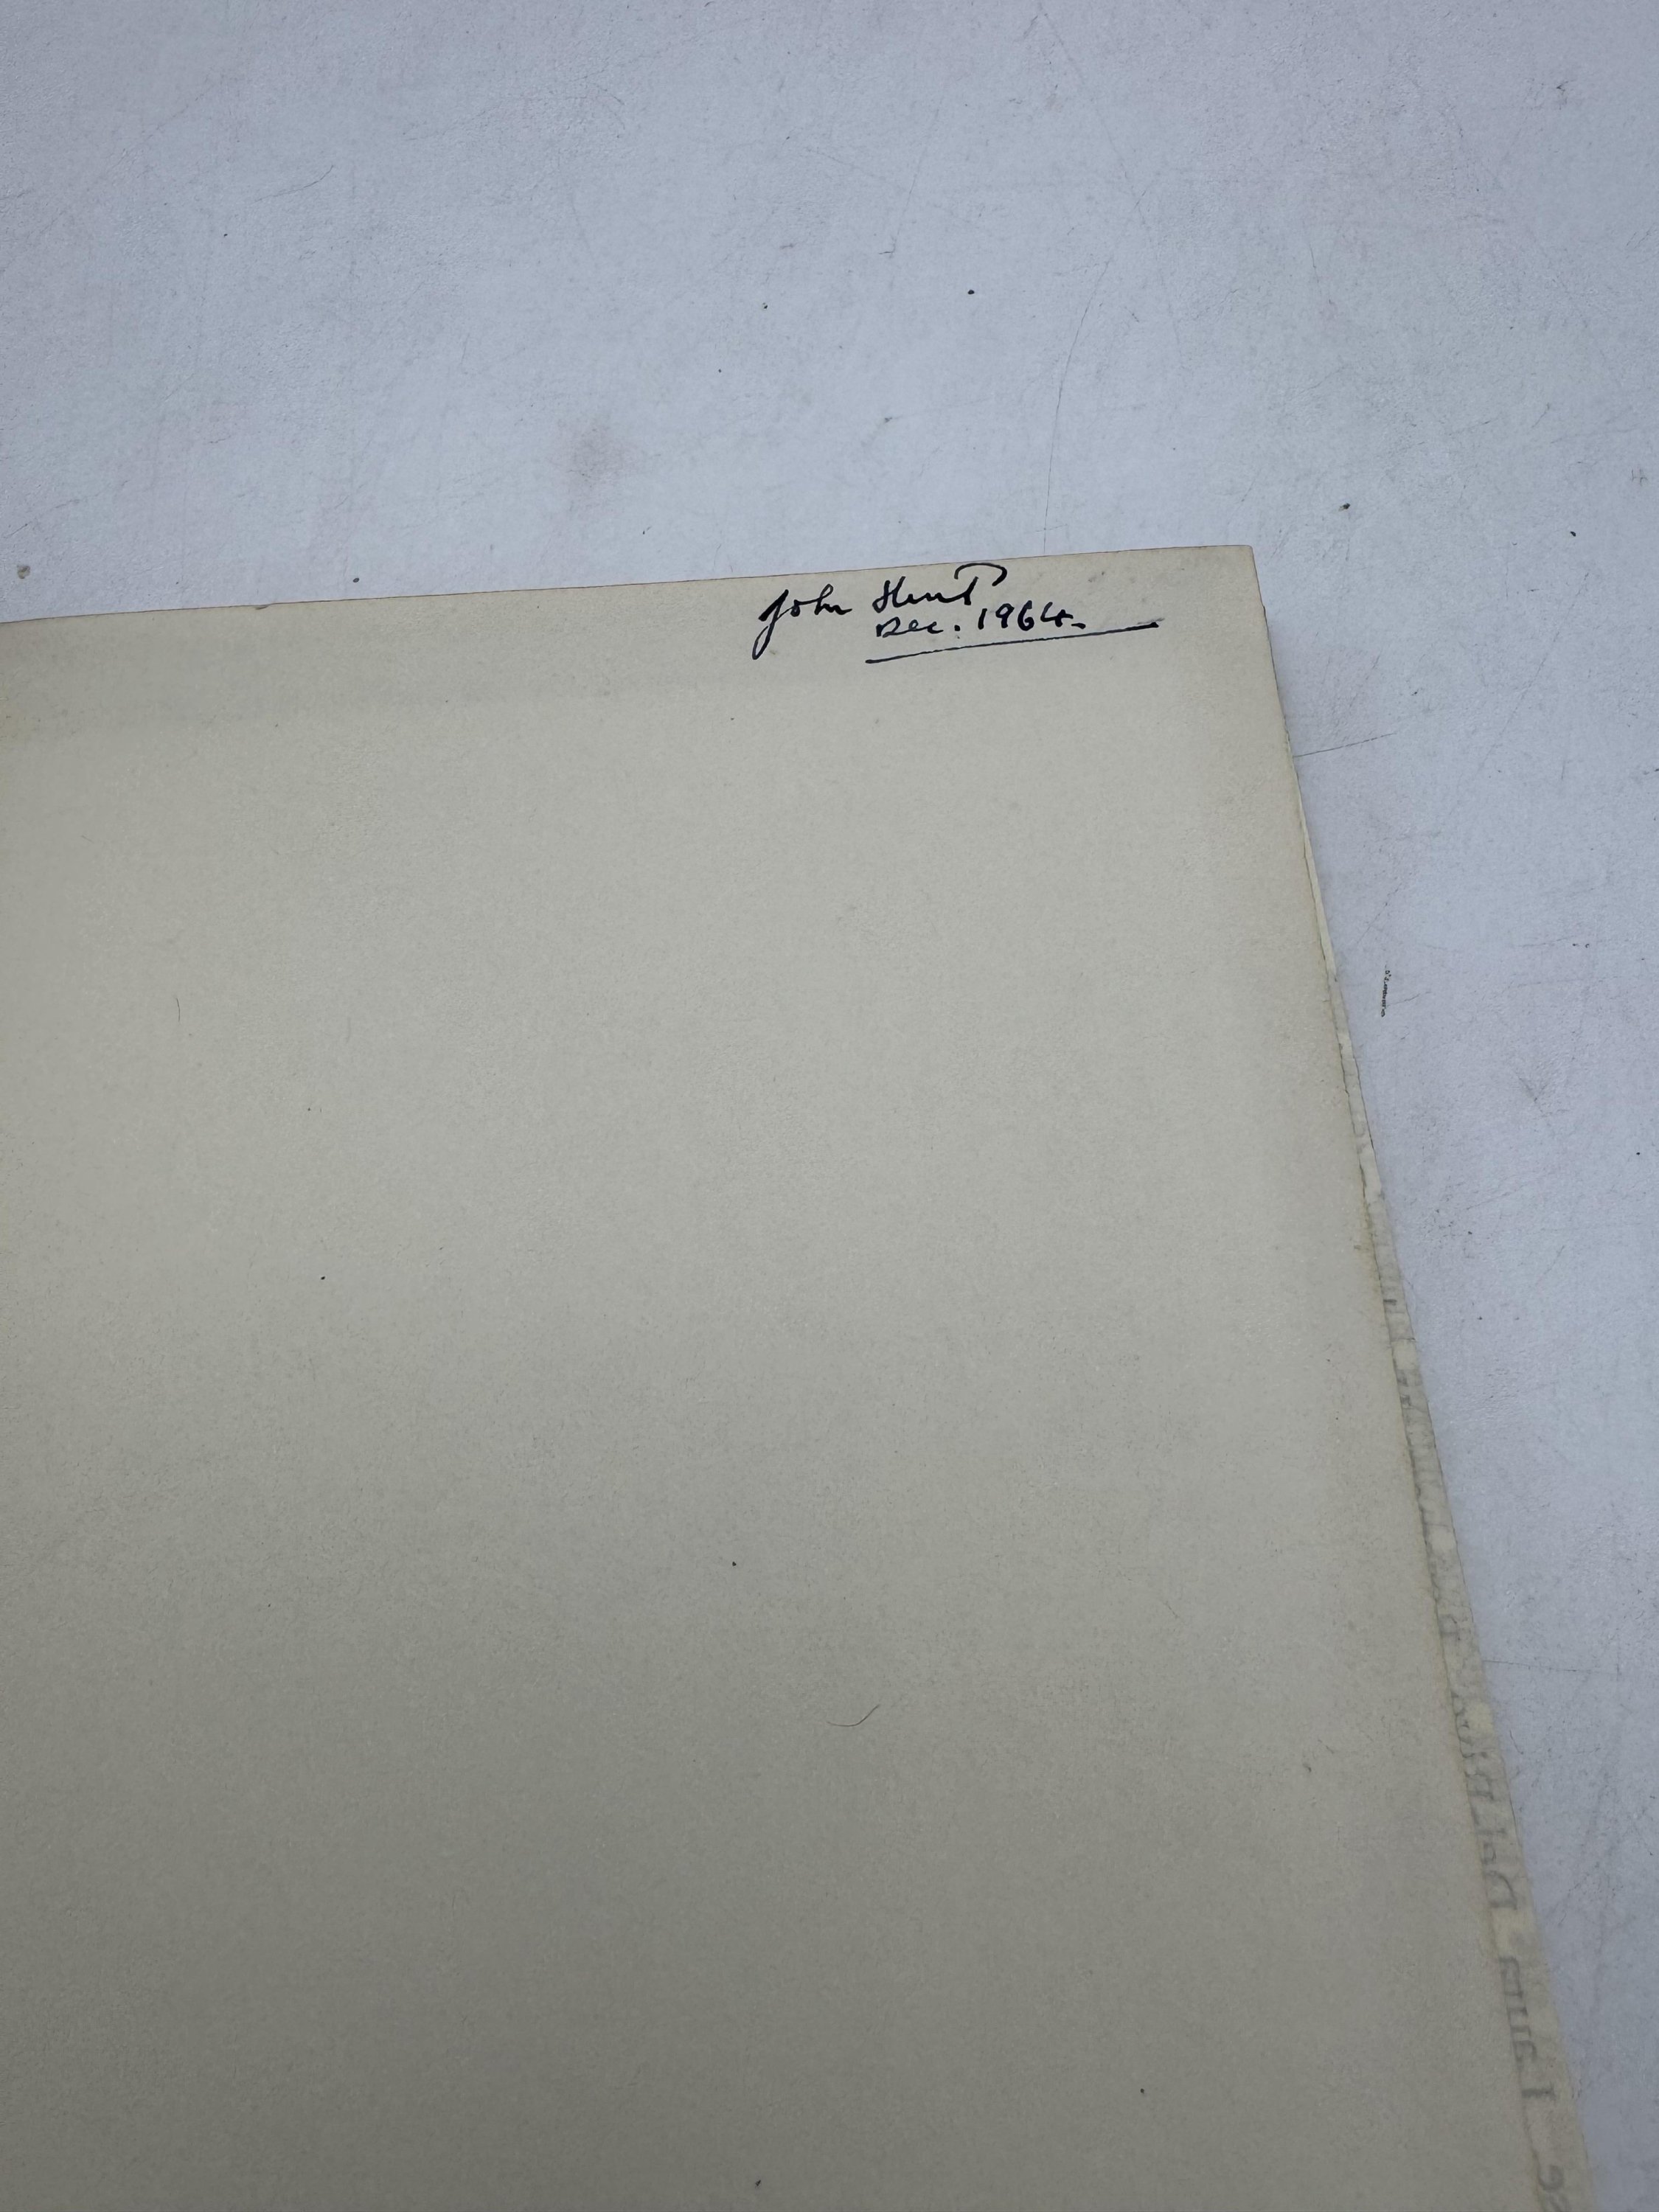 John Hunt
Dec. 1964.